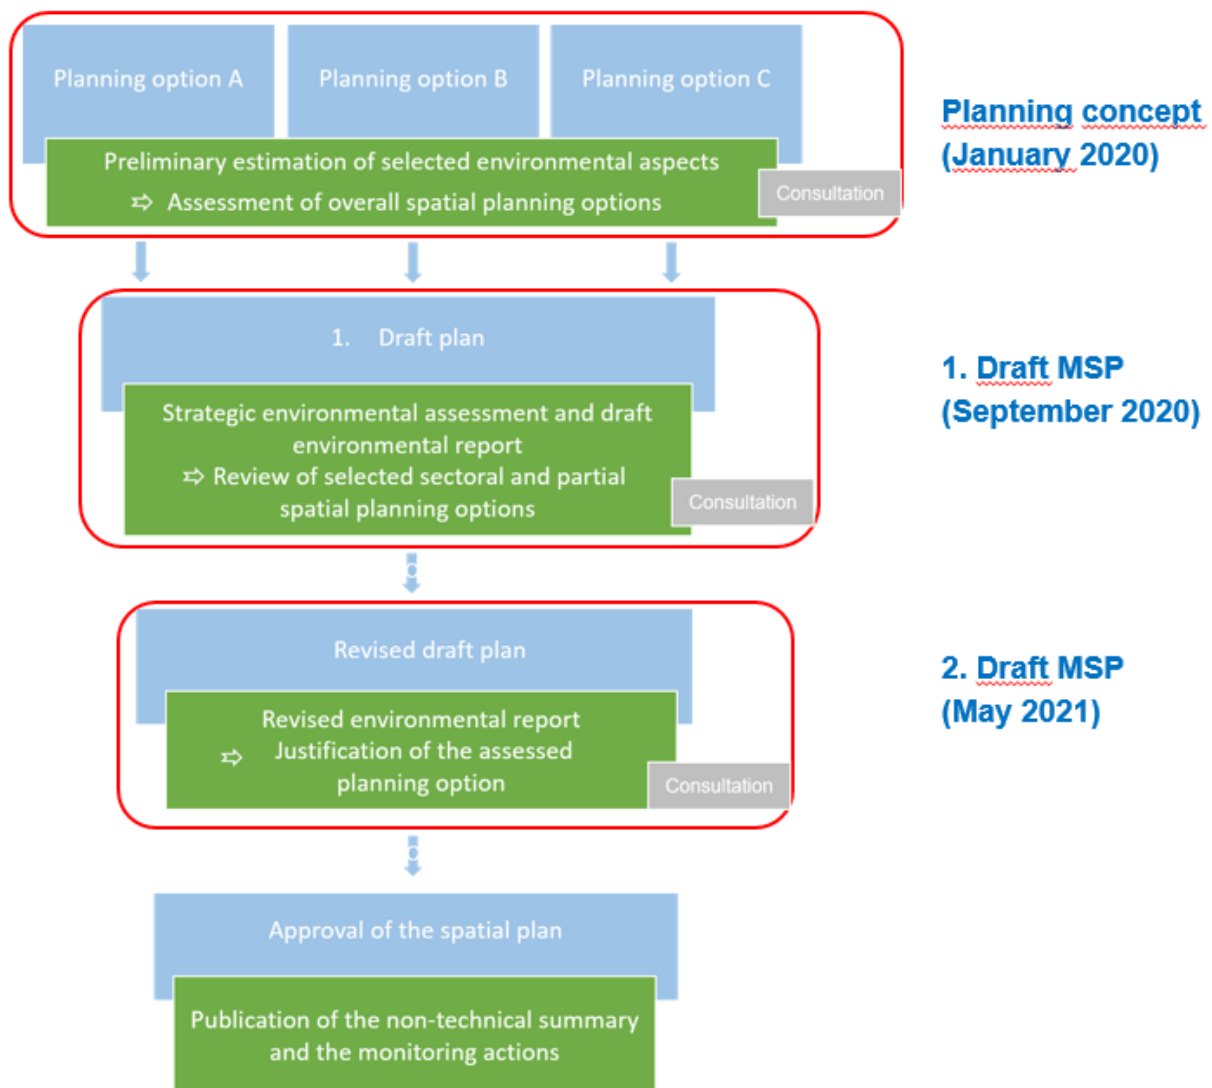 Planning option A
Planning option B
Planning option C
Preliminary estimation of selected environmental aspects
⇨ Assessment of overall spatial planning options
Consultation
Planning concept
(January 2020)
1. Draft plan
Strategic environmental assessment and draft
environmental report
⇨ Review of selected sectoral and partial
spatial planning options
Consultation
1. Draft MSP
(September 2020)
Revised draft plan
Revised environmental report
⇨ Justification of the assessed
planning option
Consultation
2. Draft MSP
(May 2021)
Approval of the spatial plan
Publication of the non-technical summary
and the monitoring actions